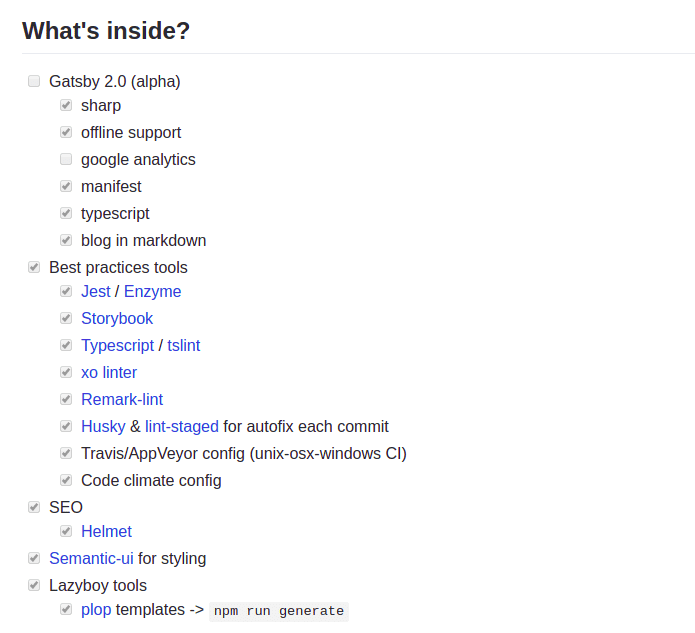 What's inside?
Gatsby 2.0 (alpha)
sharp
offline support
google analytics
manifest
typescript
blog in markdown
Best practices tools
Jest / Enzyme
Storybook
Typescript / tslint
xo linter
Remark-lint
Husky & lint-staged for autofix each commit
Travis/AppVeyor config (unix-osx-windows CI)
Code climate config
SEO
Helmet
Semantic-ui for styling
Lazyboy tools
plop templates -> npm run generate